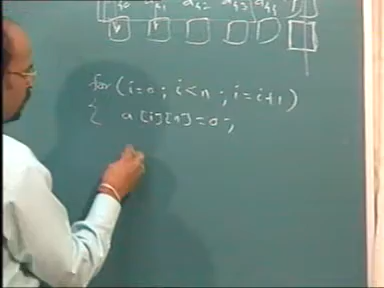 for (i=0; i<n; i=i+1)
{ a[i][n]=0;